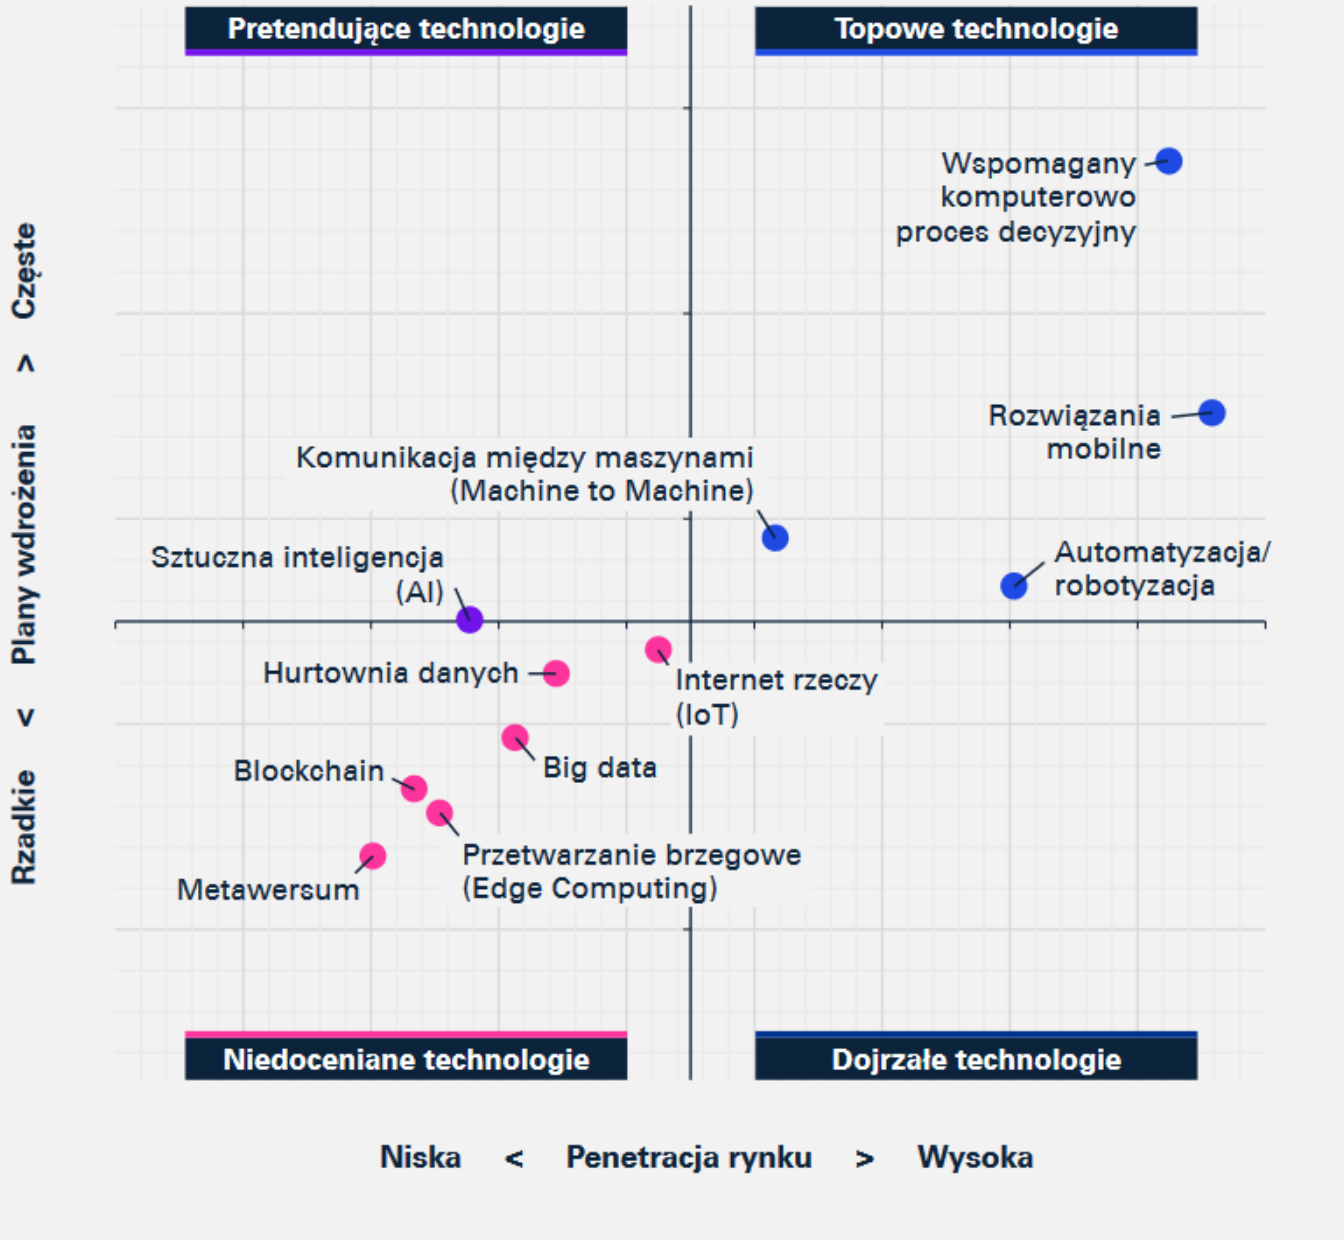 Pretendujące technologie
Topowe technologie
Wspomagany
komputerowo
proces decyzyjny
Rozwiązania
mobilne
Komunikacja między maszynami
(Machine to Machine)
Automatyzacja/
robotyzacja
Sztuczna inteligencja
(AI)
Hurtownia danych
Internet rzeczy
(IoT)
Big data
Blockchain
Przetwarzanie brzegowe
(Edge Computing)
Metawersum
Rzadkie < Plany wdrożenia > Częste
Niedoceniane technologie
Dojrzałe technologie
Niska < Penetracja rynku > Wysoka